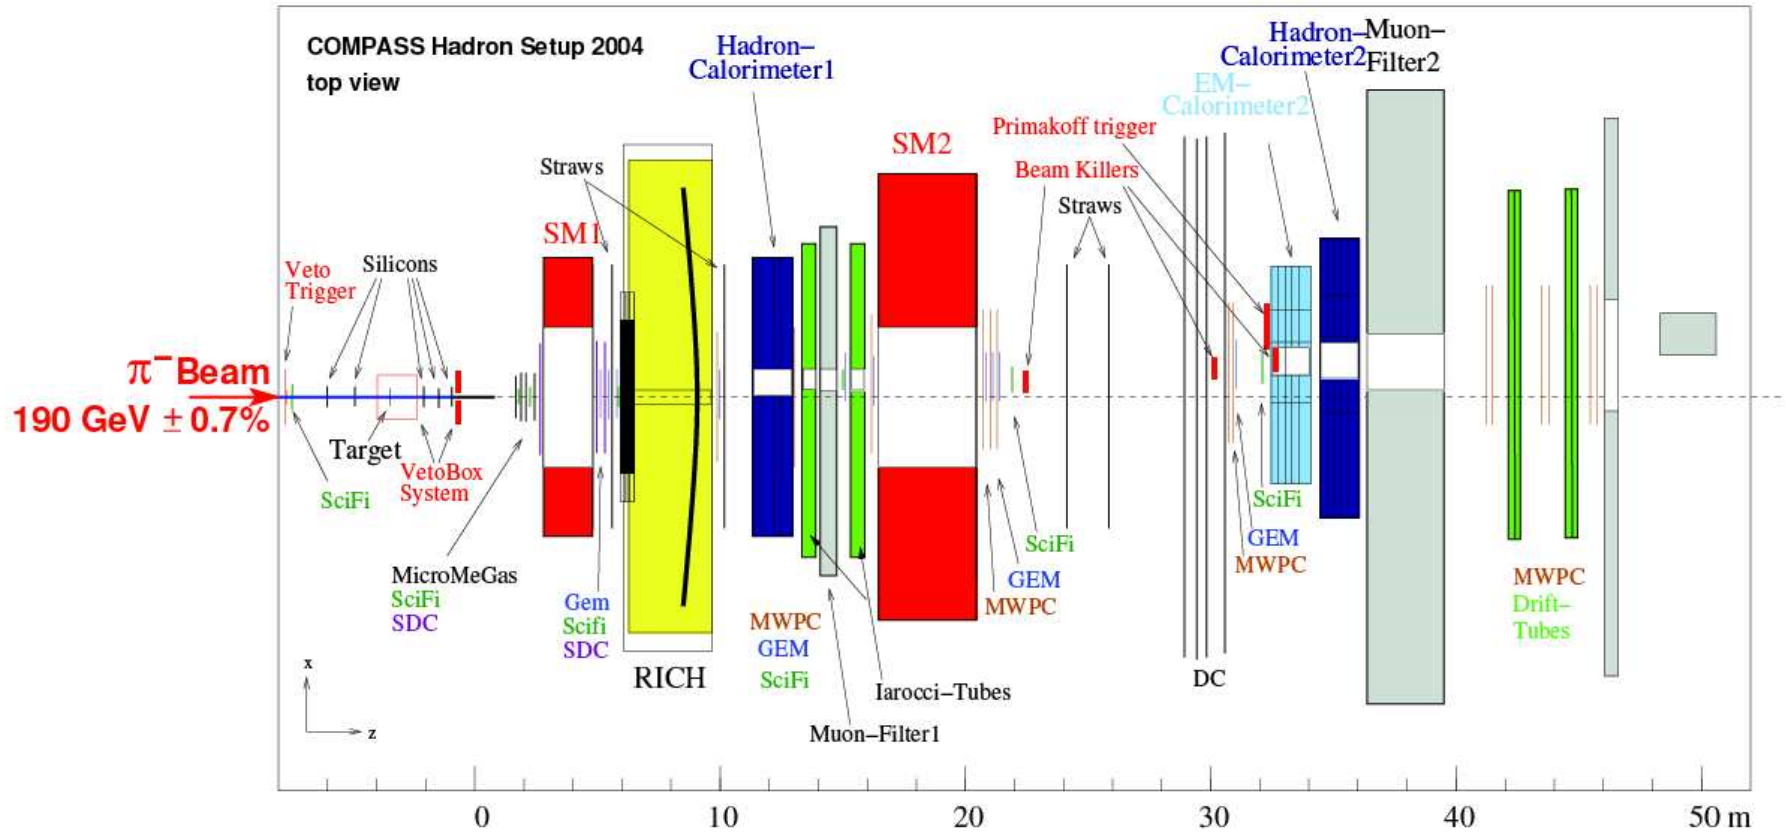 COMPASS Hadron Setup 2004
top view
Hadron-
Calorimeter1
Hadron-
Calorimeter2
Muon-
Filter2
EM-
Calorimeter2
Primakoff trigger
SM2
Beam Killers
Straws
Straws
SM1
Veto
Trigger
Silicons
π⁻ Beam
190 GeV ± 0.7%
Target
SciFi
VetoBox
System
MicroMeGas
SciFi
SDC
Gem
Scifi
SDC
RICH
MWPC
GEM
SciFi
Iarocci-Tubes
Muon-Filter1
SciFi
GEM
MWPC
DC
SciFi
GEM
MWPC
MWPC
Drift-
Tubes
x
z
0 10 20 30 40 50 m